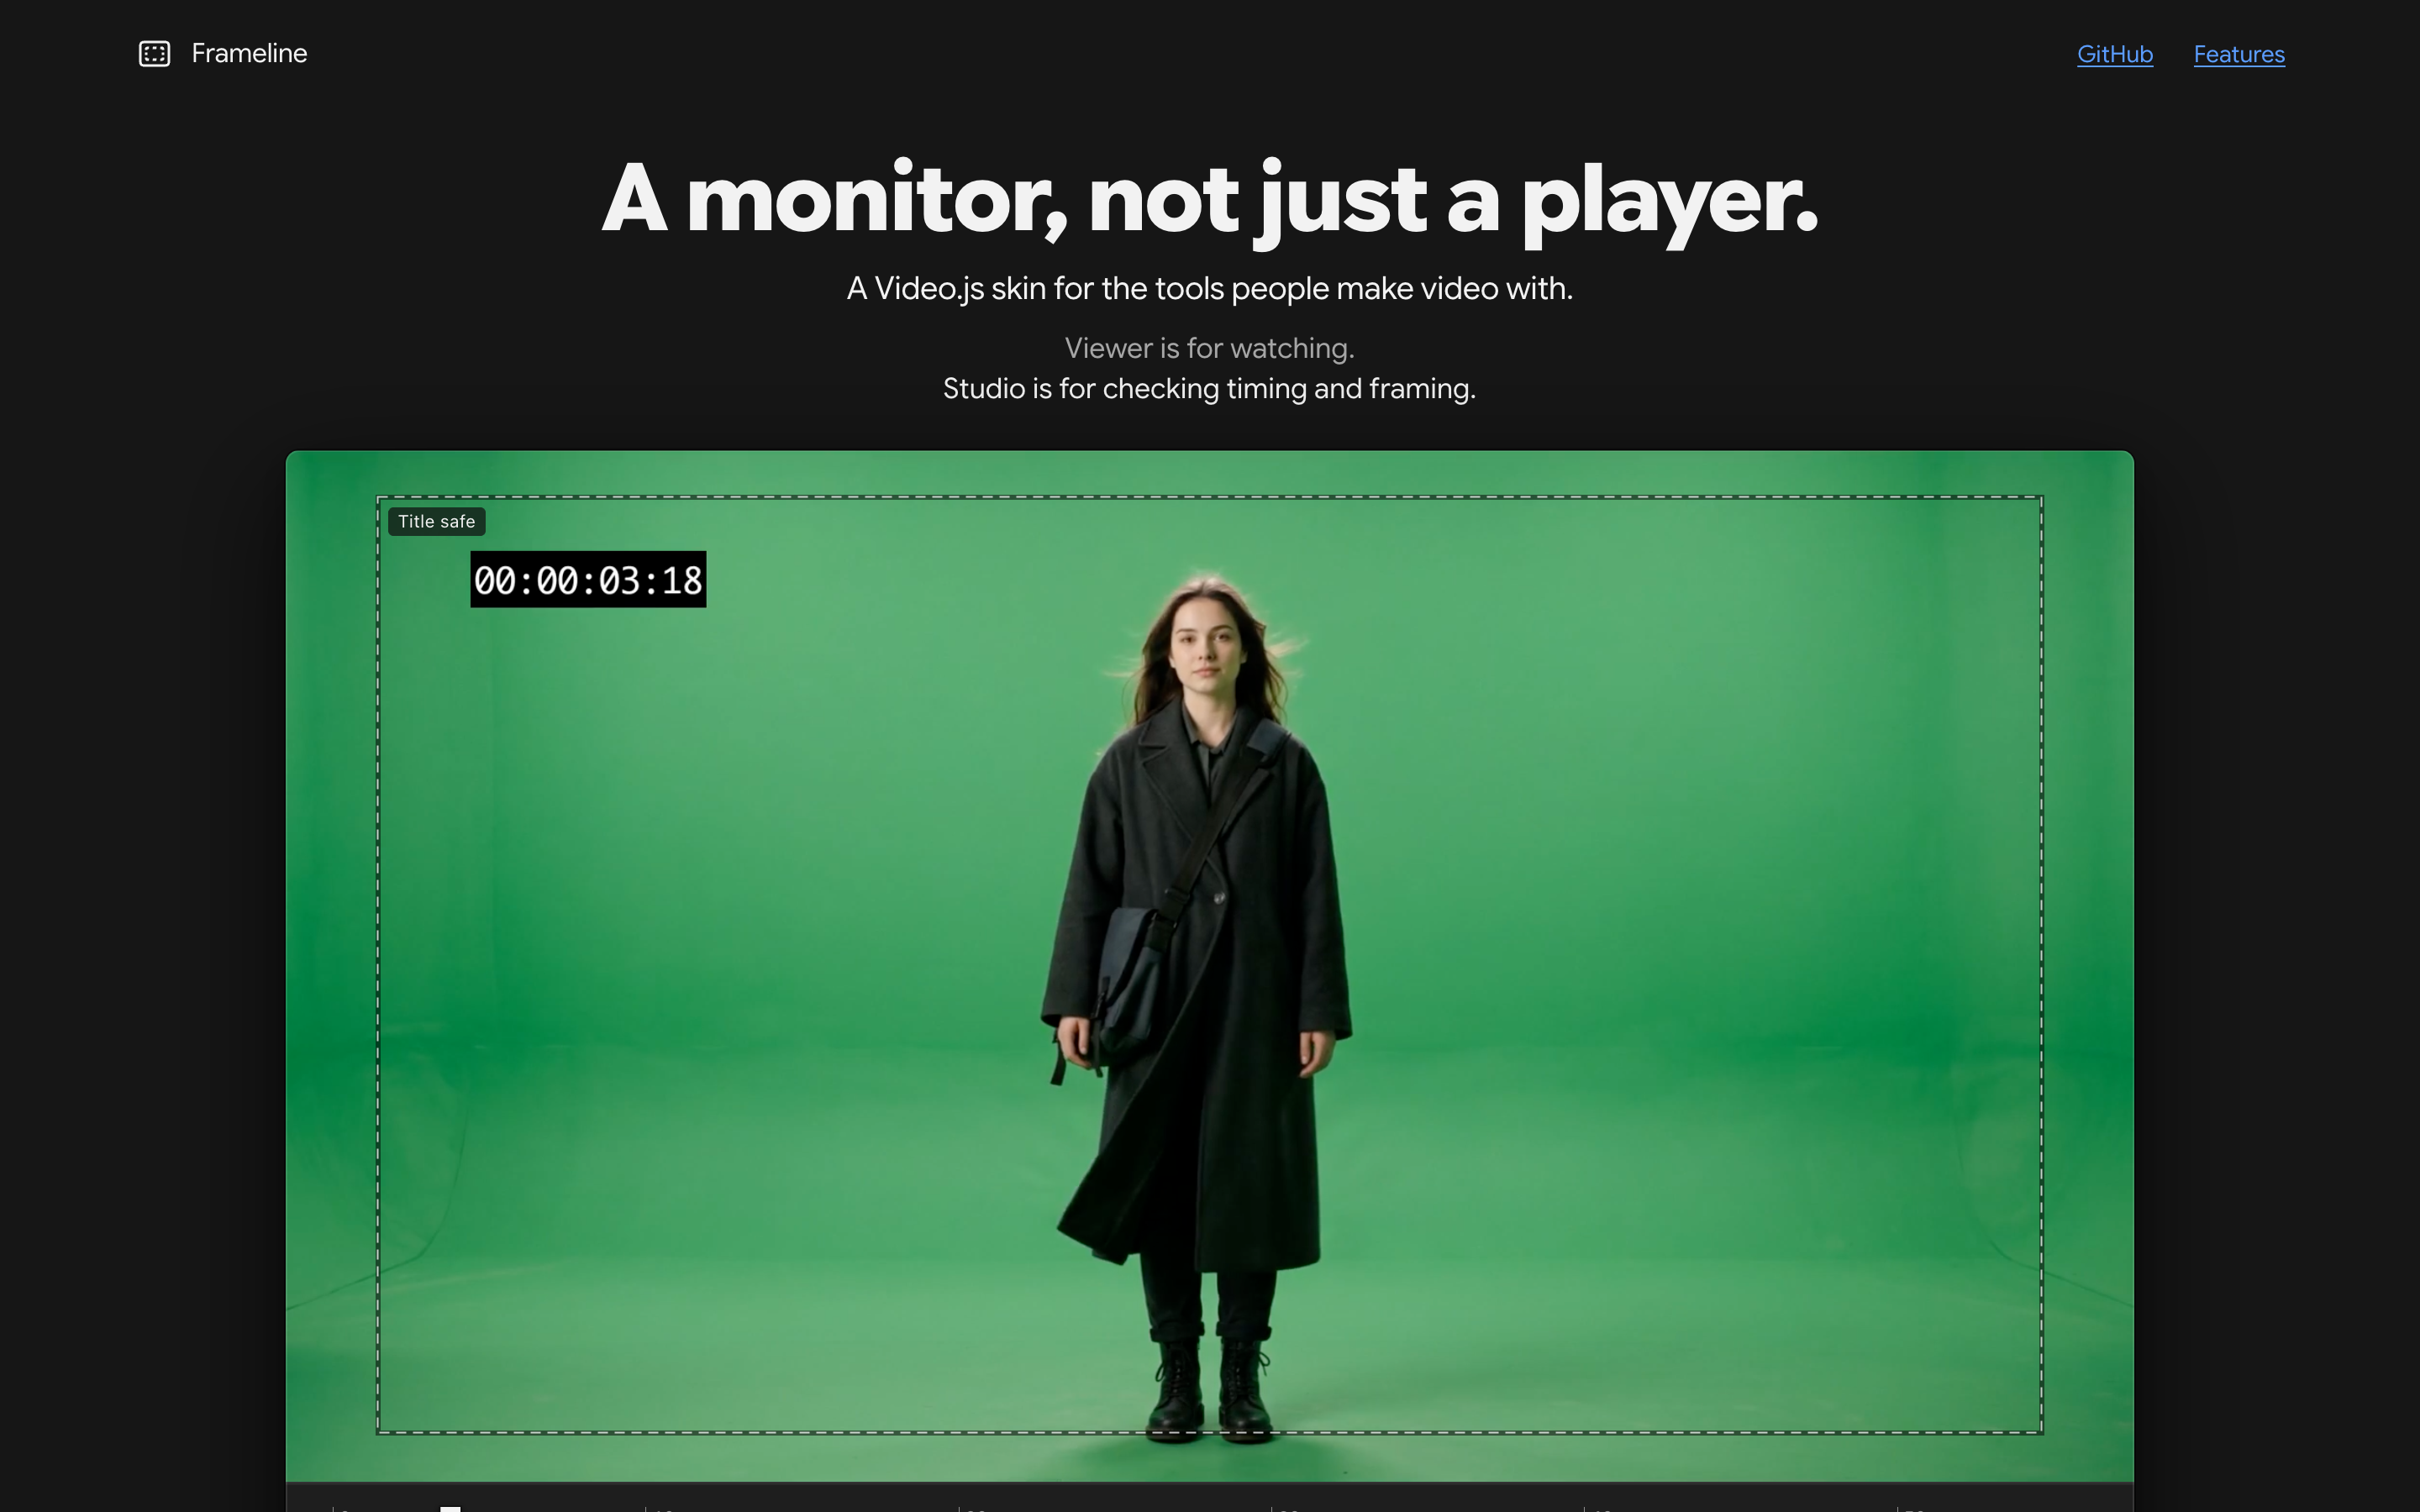 Frameline
GitHub Features
A monitor, not just a player.
A Video.js skin for the tools people make video with.
Viewer is for watching.
Studio is for checking timing and framing.
Title safe
00:00:03:18